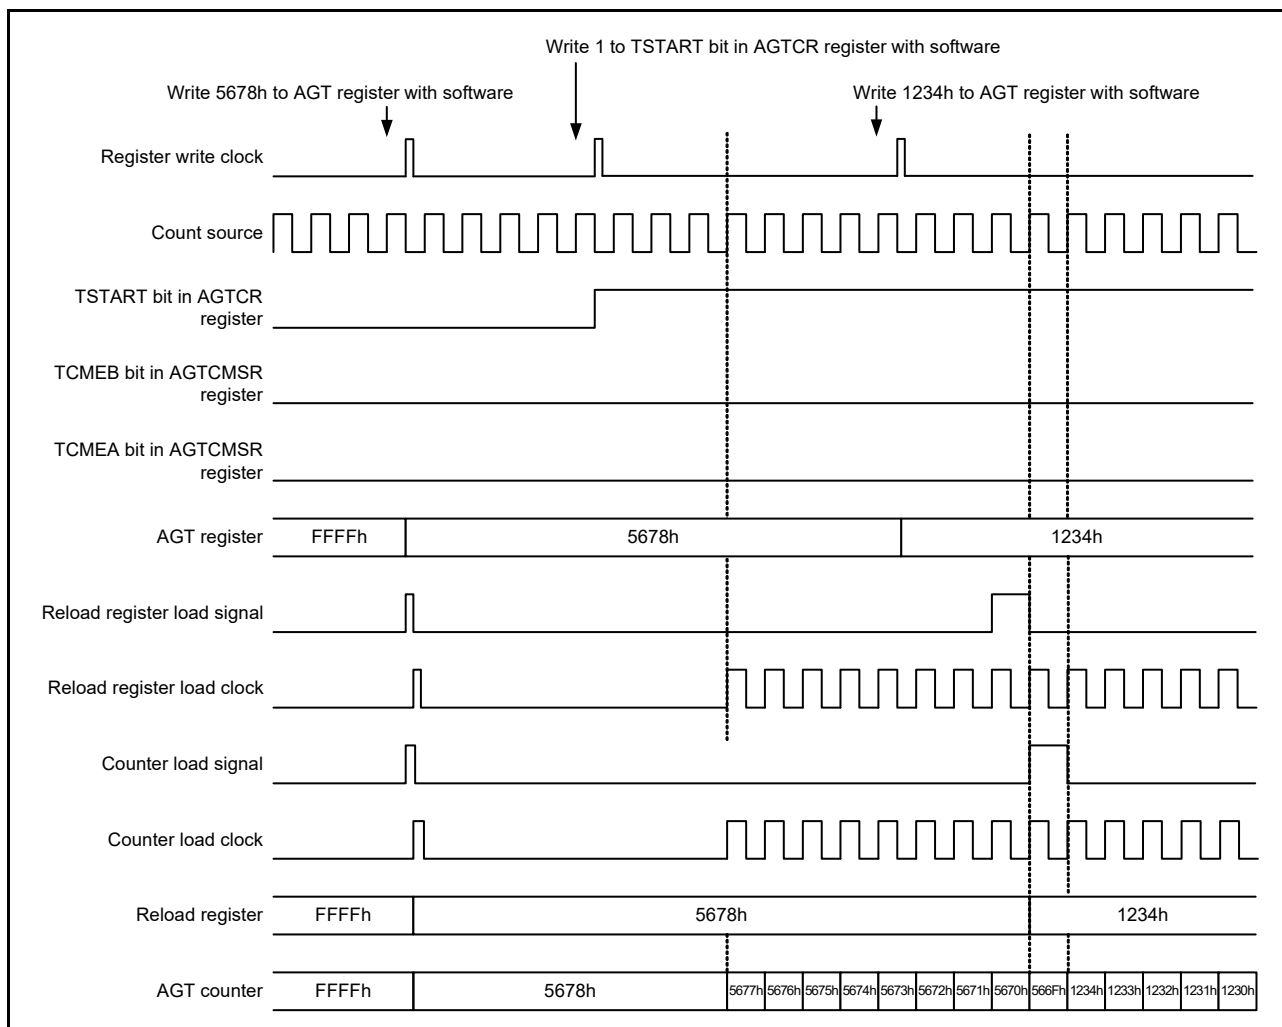 Write 1 to TSTART bit in AGTCR register with software
Write 5678h to AGT register with software
Write 1234h to AGT register with software
Register write clock
Count source
TSTART bit in AGTCR
register
TCMEB bit in AGTCMSR
register
TCMEA bit in AGTCMSR
register
AGT register FFFFh 5678h 1234h
Reload register load signal
Reload register load clock
Counter load signal
Counter load clock
Reload register FFFFh 5678h 1234h
AGT counter FFFFh 5678h 5677h 5676h 5675h 5674h 5673h 5672h 5671h 5670h 566Fh 1234h 1233h 1232h 1231h 1230h